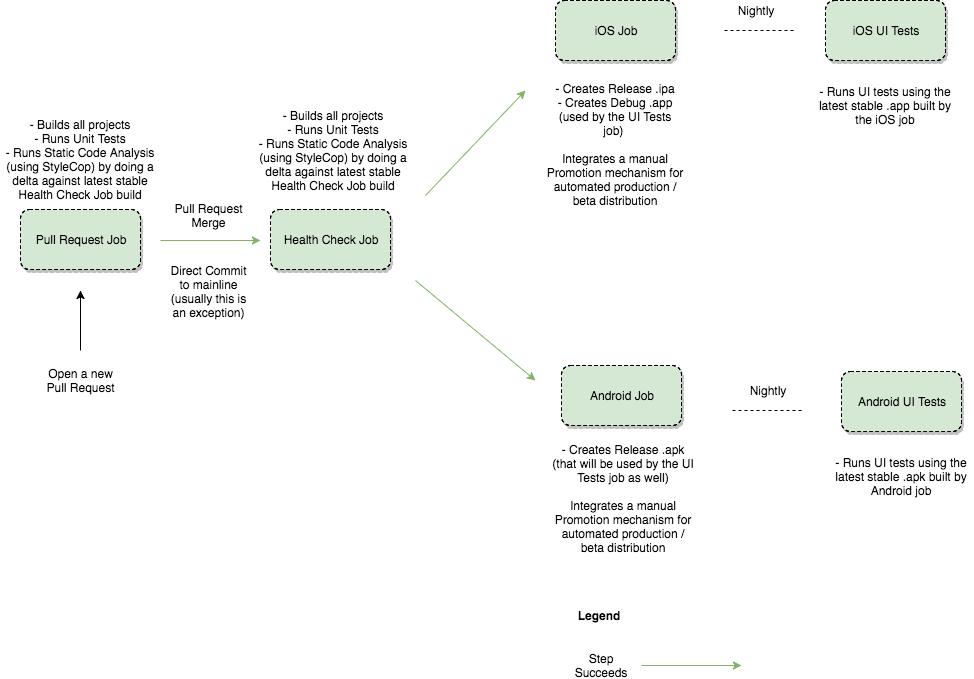 - Builds all projects
- Runs Unit Tests
- Runs Static Code Analysis
(using StyleCop) by doing a
delta against latest stable
Health Check Job build
Pull Request Job
Open a new
Pull Request
Pull Request
Merge
Direct Commit
to mainline
(usually this is
an exception)
- Builds all projects
- Runs Unit Tests
- Runs Static Code Analysis
(using StyleCop) by doing a
delta against latest stable
Health Check Job build
Health Check Job
iOS Job
- Creates Release .ipa
- Creates Debug .app
(used by the UI Tests
job)
Integrates a manual
Promotion mechanism for
automated production /
beta distribution
Nightly
iOS UI Tests
- Runs UI tests using the
latest stable .app built by
the iOS job
Android Job
- Creates Release .apk
(that will be used by the UI
Tests job as well)
Integrates a manual
Promotion mechanism for
automated production /
beta distribution
Nightly
Android UI Tests
- Runs UI tests using the
latest stable .apk built by
Android job
Legend
Step
Succeeds